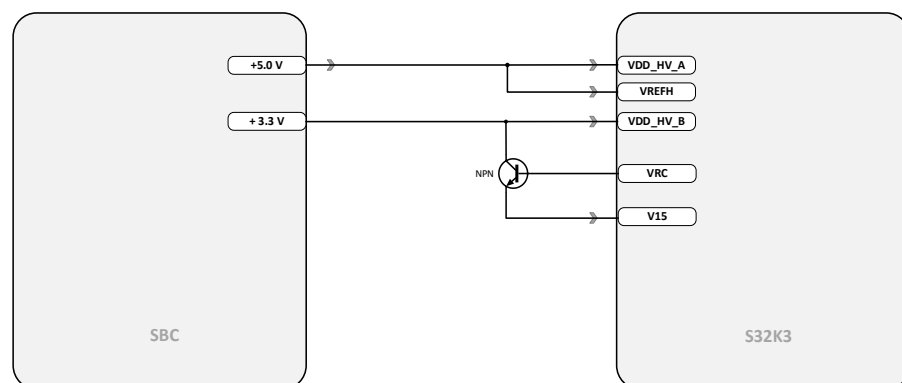 +5.0 V
VDD_HV_A
VREFH
+ 3.3 V
VDD_HV_B
NPN
VRC
V15
SBC
S32K3